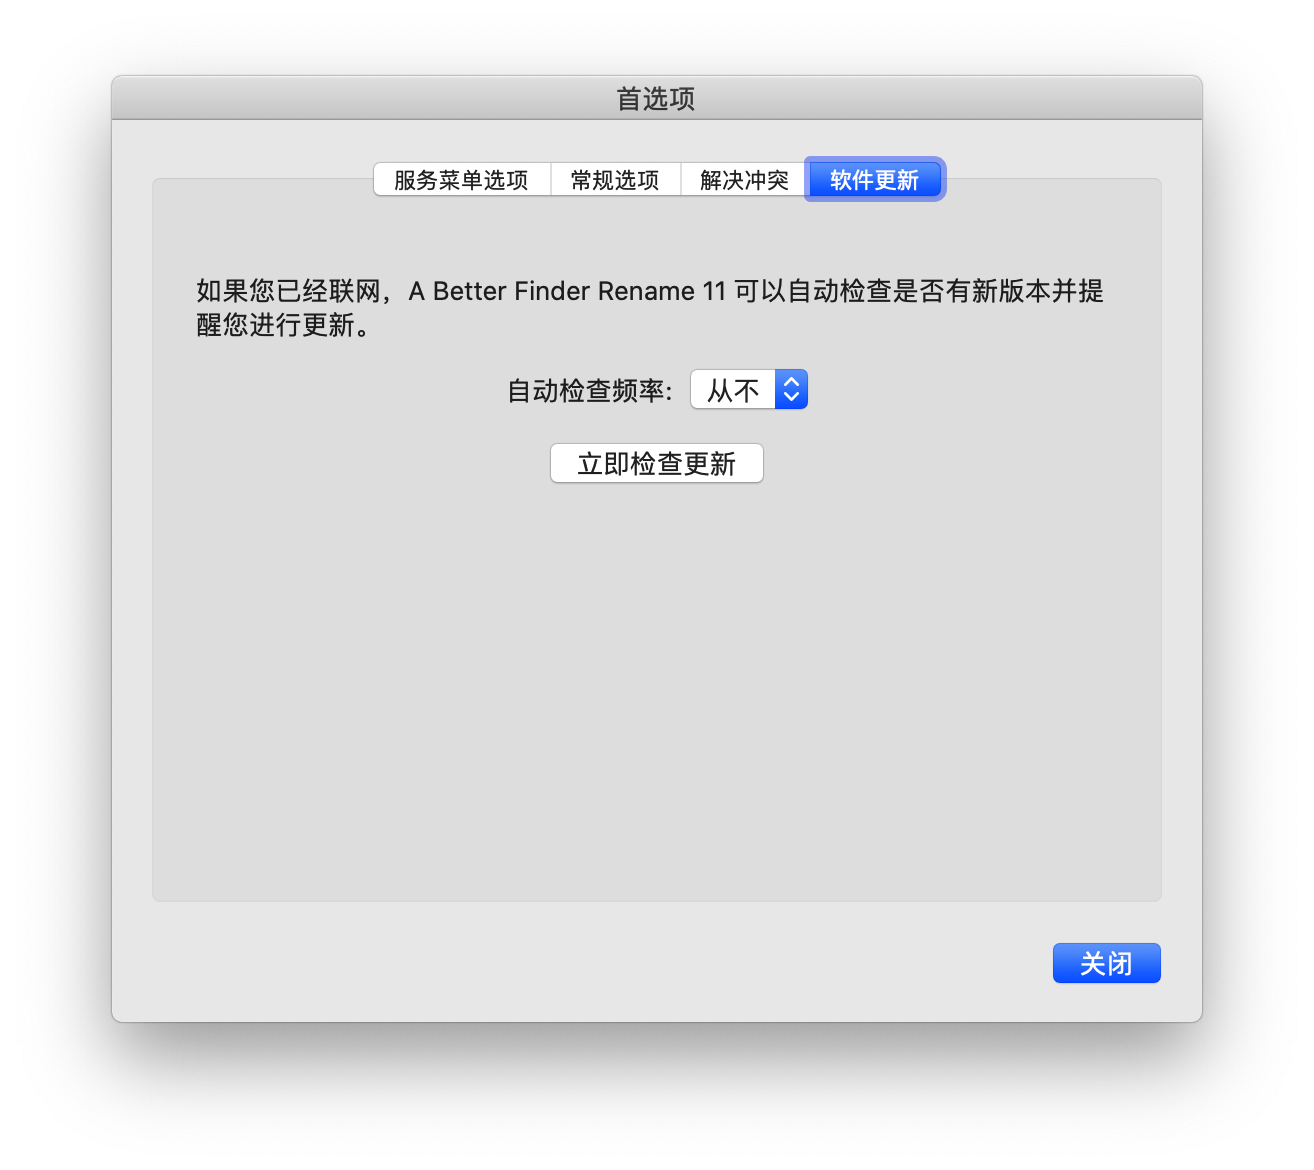 首选项
服务菜单选项 常规选项 解决冲突 软件更新
如果您已经联网，A Better Finder Rename 11 可以自动检查是否有新版本并提
醒您进行更新。
自动检查频率: 从不
立即检查更新
关闭